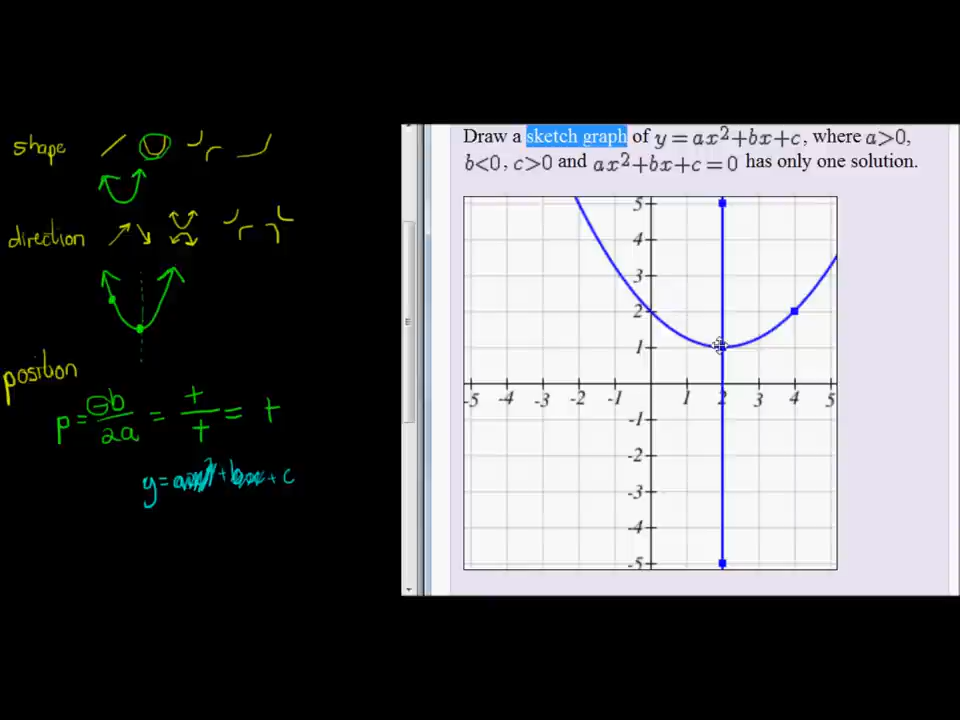 shape
direction
position
p = -b/2a = +/+ = +
y = ax² + bx + c
Draw a sketch graph of y = ax²+bx+c, where a>0,
b<0, c>0 and ax²+bx+c = 0 has only one solution.
5
4
3
2
1
-5 -4 -3 -2 -1 1 2 3 4 5
-1
-2
-3
-4
-5